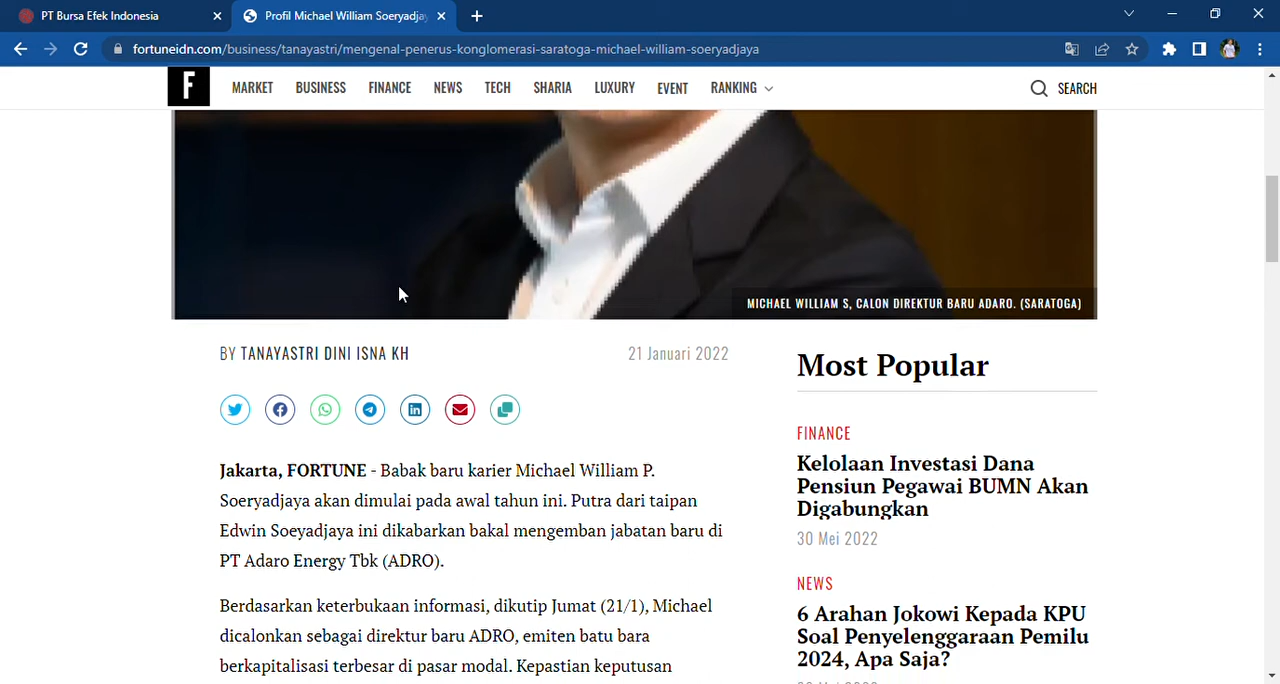 PT Bursa Efek Indonesia
Profil Michael William Soeryadjay
fortuneidn.com/business/tanayastri/mengenal-penerus-konglomerasi-saratoga-michael-william-soeryadjaya
F MARKET BUSINESS FINANCE NEWS TECH SHARIA LUXURY EVENT RANKING SEARCH
MICHAEL WILLIAM S, CALON DIREKTUR BARU ADARO. (SARATOGA)
BY TANAYASTRI DINI ISNA KH 21 Januari 2022
Jakarta, FORTUNE - Babak baru karier Michael William P.
Soeryadjaya akan dimulai pada awal tahun ini. Putra dari taipan
Edwin Soeyadjaya ini dikabarkan bakal mengemban jabatan baru di
PT Adaro Energy Tbk (ADRO).
Berdasarkan keterbukaan informasi, dikutip Jumat (21/1), Michael
dicalonkan sebagai direktur baru ADRO, emiten batu bara
berkapitalisasi terbesar di pasar modal. Kepastian keputusan
Most Popular
FINANCE
Kelolaan Investasi Dana
Pensiun Pegawai BUMN Akan
Digabungkan
30 Mei 2022
NEWS
6 Arahan Jokowi Kepada KPU
Soal Penyelenggaraan Pemilu
2024, Apa Saja?